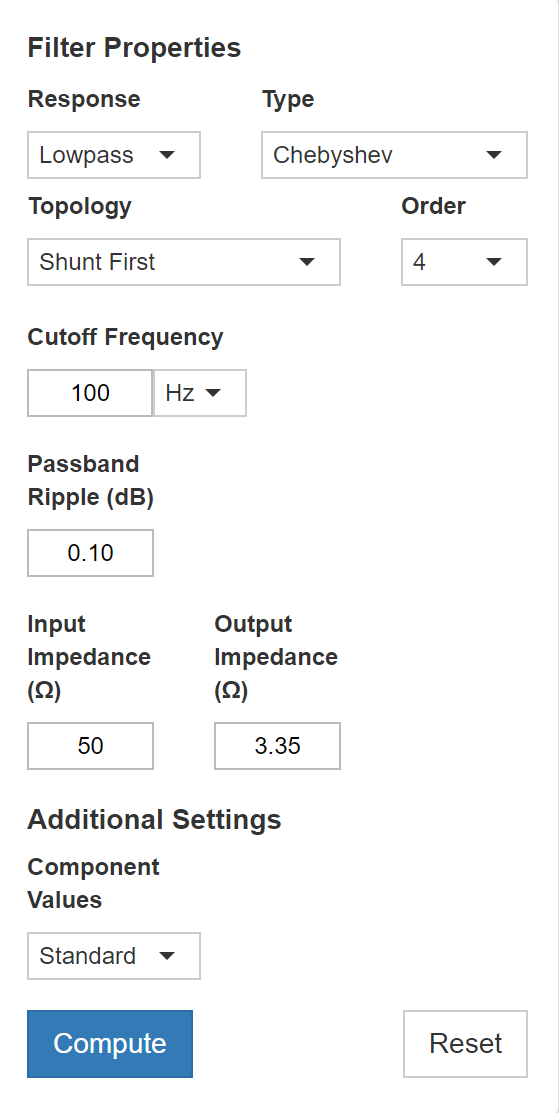 Filter Properties
Response Type
Lowpass Chebyshev
Topology Order
Shunt First 4
Cutoff Frequency
100 Hz
Passband
Ripple (dB)
0.10
Input Output
Impedance Impedance
(Ω) (Ω)
50 3.35
Additional Settings
Component
Values
Standard
Compute Reset